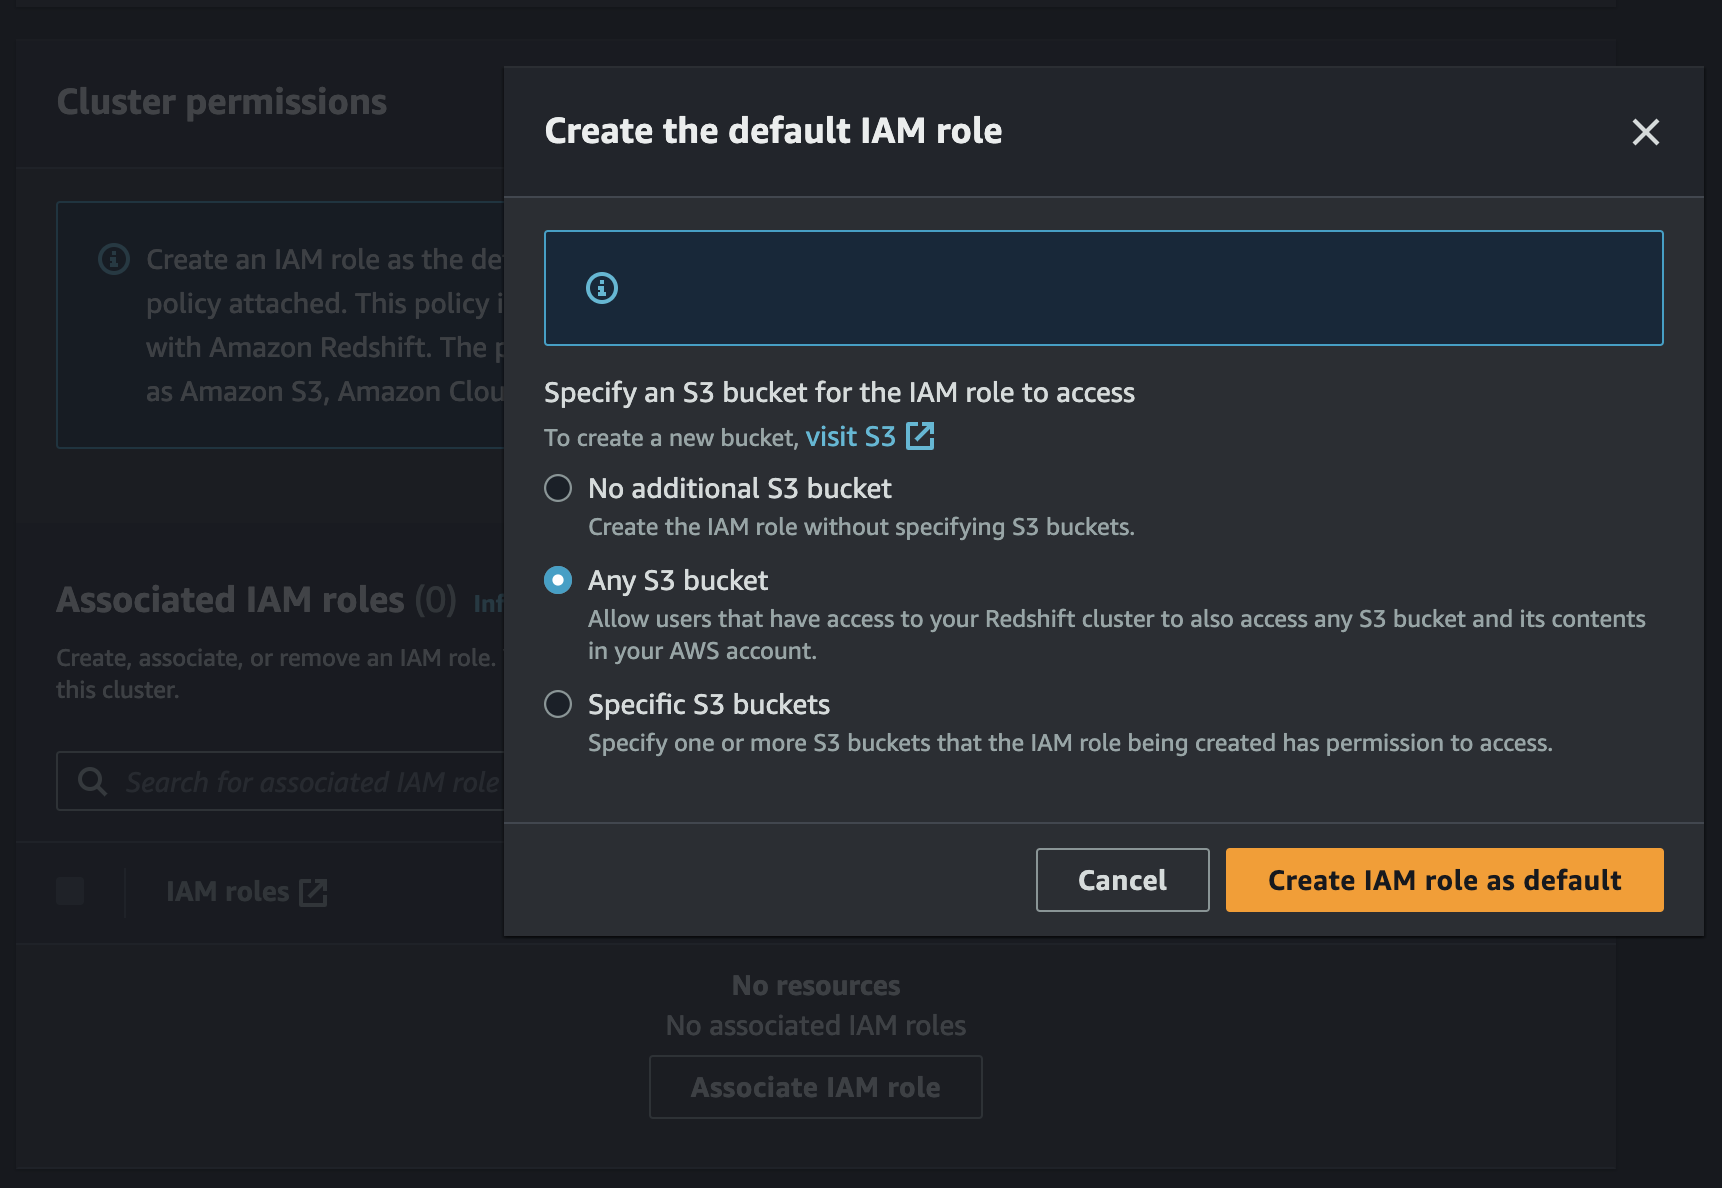 Cluster permissions
Create an IAM role as the de
policy attached. This policy i
with Amazon Redshift. The p
as Amazon S3, Amazon Clou
Associated IAM roles (0) Inf
Create, associate, or remove an IAM role.
this cluster.
Search for associated IAM role
IAM roles
No resources
No associated IAM roles
Associate IAM role
Create the default IAM role
Specify an S3 bucket for the IAM role to access
To create a new bucket, visit S3
No additional S3 bucket
Create the IAM role without specifying S3 buckets.
Any S3 bucket
Allow users that have access to your Redshift cluster to also access any S3 bucket and its contents
in your AWS account.
Specific S3 buckets
Specify one or more S3 buckets that the IAM role being created has permission to access.
Cancel
Create IAM role as default